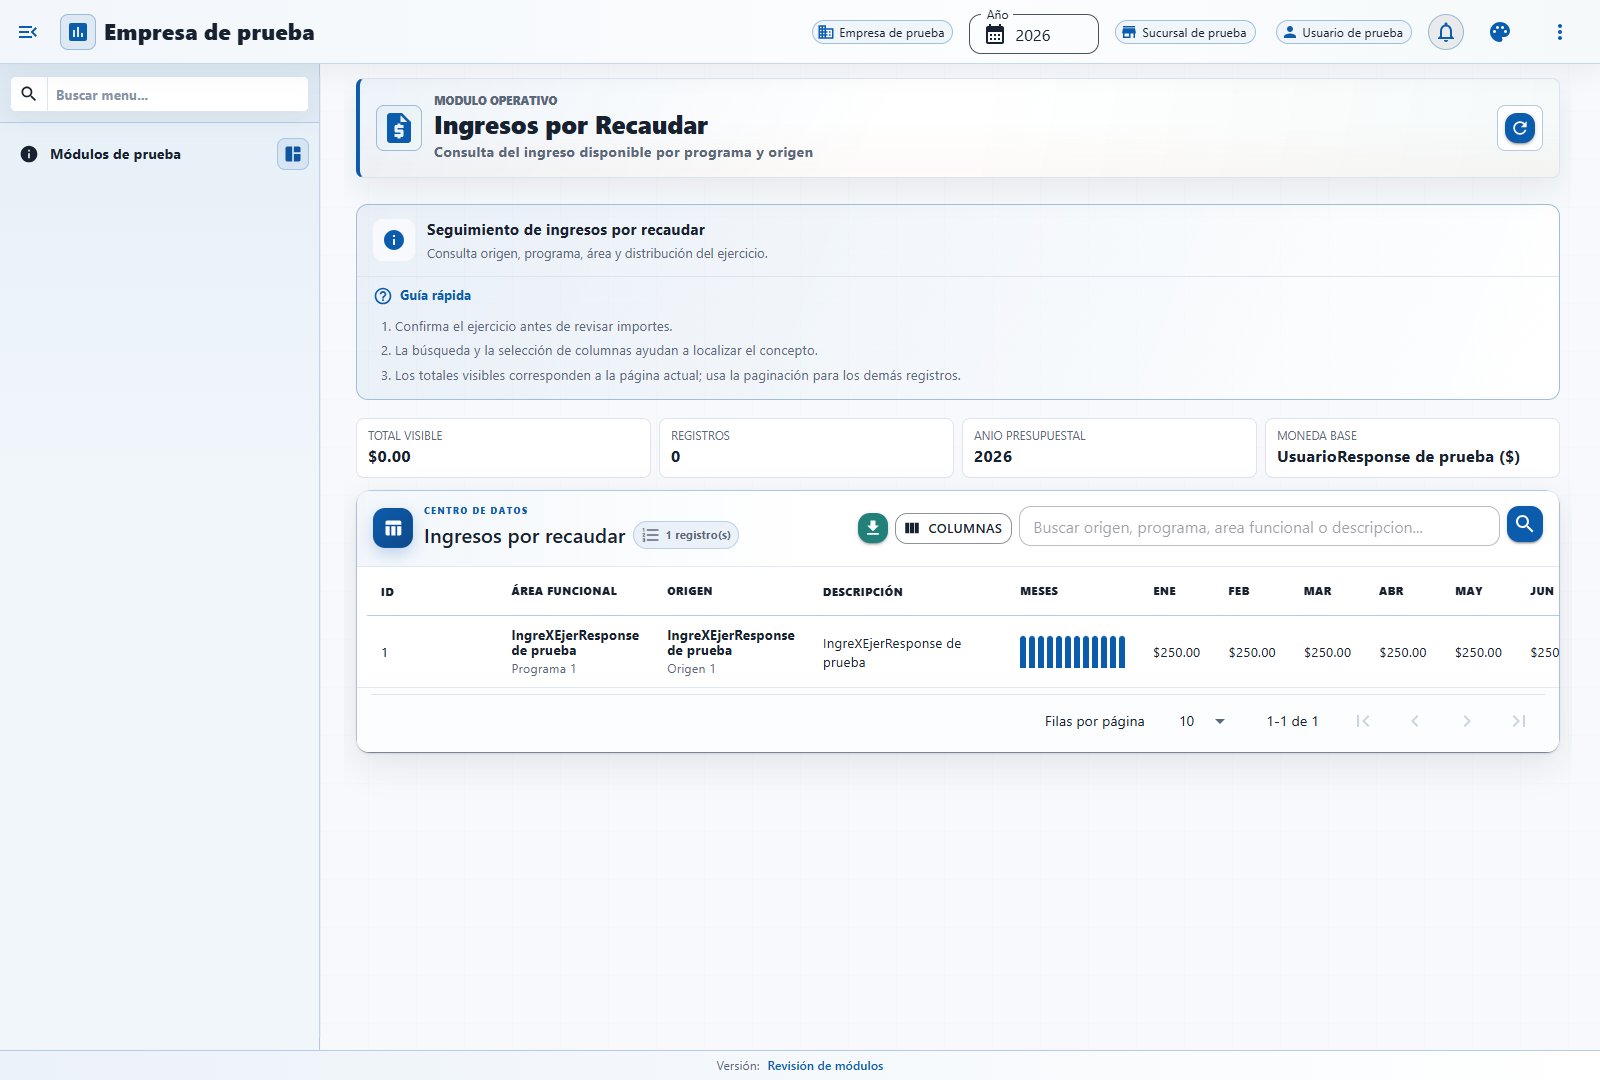 Empresa de prueba
Empresa de prueba
Año
2026
Sucursal de prueba
Usuario de prueba
Buscar menu...
Módulos de prueba
MODULO OPERATIVO
Ingresos por Recaudar
Consulta del ingreso disponible por programa y origen
Seguimiento de ingresos por recaudar
Consulta origen, programa, área y distribución del ejercicio.
Guía rápida
1. Confirma el ejercicio antes de revisar importes.
2. La búsqueda y la selección de columnas ayudan a localizar el concepto.
3. Los totales visibles corresponden a la página actual; usa la paginación para los demás registros.
TOTAL VISIBLE
$0.00
REGISTROS
0
ANIO PRESUPUESTAL
2026
MONEDA BASE
UsuarioResponse de prueba ($)
CENTRO DE DATOS
Ingresos por recaudar
1 registro(s)
COLUMNAS
Buscar origen, programa, area funcional o descripcion...
ID ÁREA FUNCIONAL ORIGEN DESCRIPCIÓN MESES ENE FEB MAR ABR MAY JUN
1
IngreXEjerResponse de prueba
Programa 1
IngreXEjerResponse de prueba
Origen 1
IngreXEjerResponse de prueba
$250.00 $250.00 $250.00 $250.00 $250.00 $250
Filas por página 10 1-1 de 1
Versión: Revisión de módulos